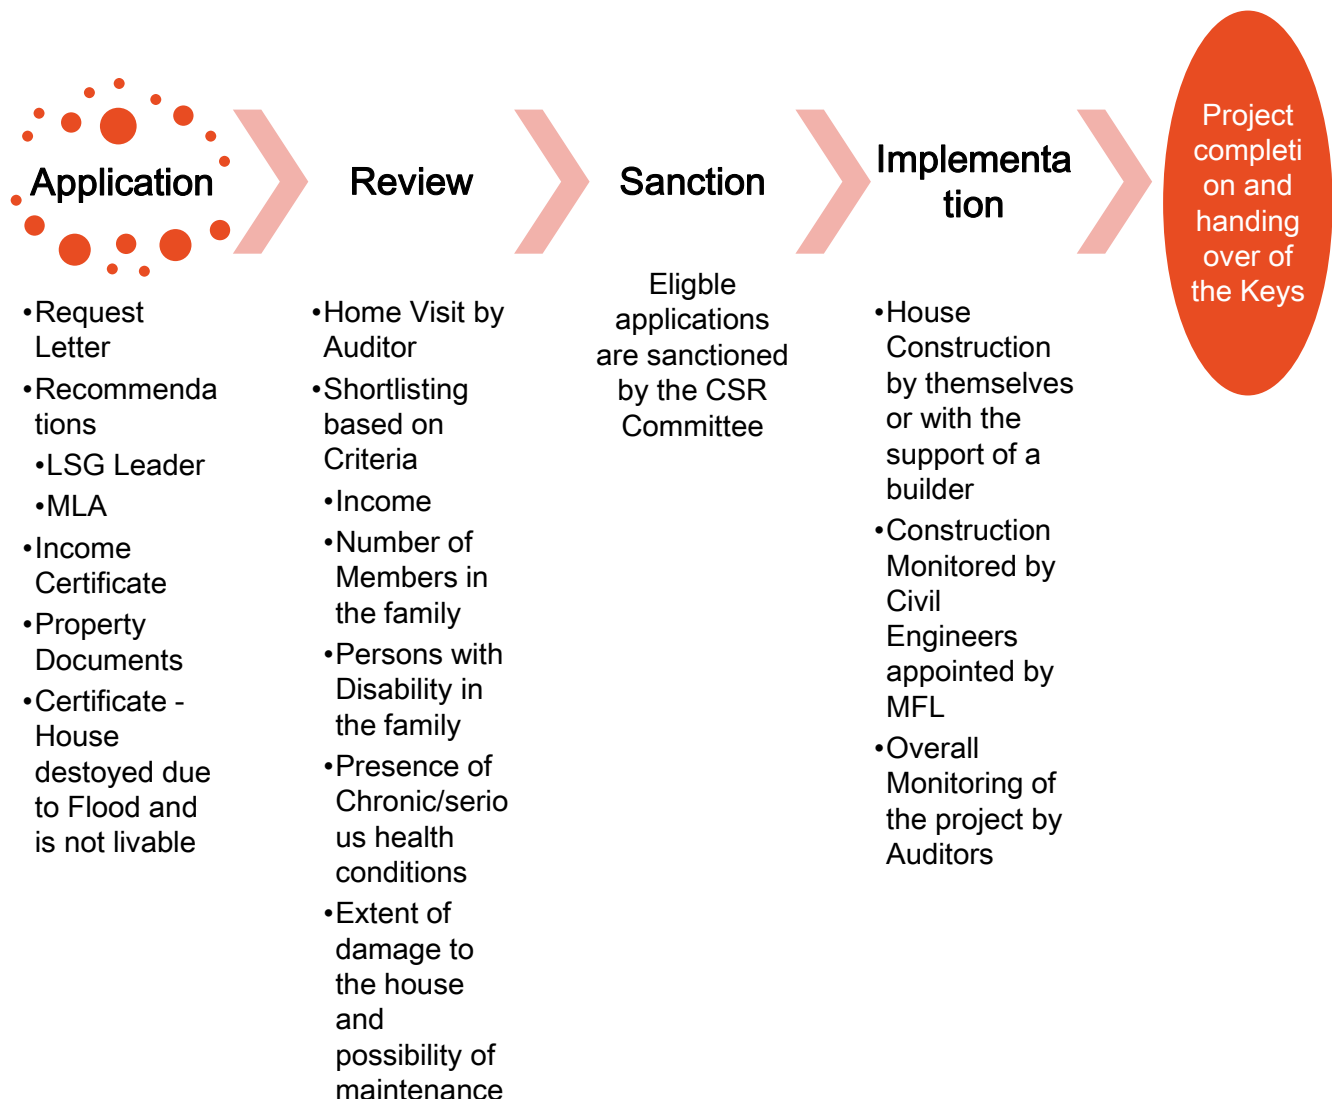 Application
•Request
Letter
•Recommenda
tions
•LSG Leader
•MLA
•Income
Certificate
•Property
Documents
•Certificate -
House
destoyed due
to Flood and
is not livable
Review
•Home Visit by
Auditor
•Shortlisting
based on
Criteria
•Income
•Number of
Members in
the family
•Persons with
Disability in
the family
•Presence of
Chronic/serio
us health
conditions
•Extent of
damage to
the house
and
possibility of
maintenance
Sanction
Eligble
applications
are sanctioned
by the CSR
Committee
Implementa
tion
•House
Construction
by themselves
or with the
support of a
builder
•Construction
Monitored by
Civil
Engineers
appointed by
MFL
•Overall
Monitoring of
the project by
Auditors
Project
completi
on and
handing
over of
the Keys